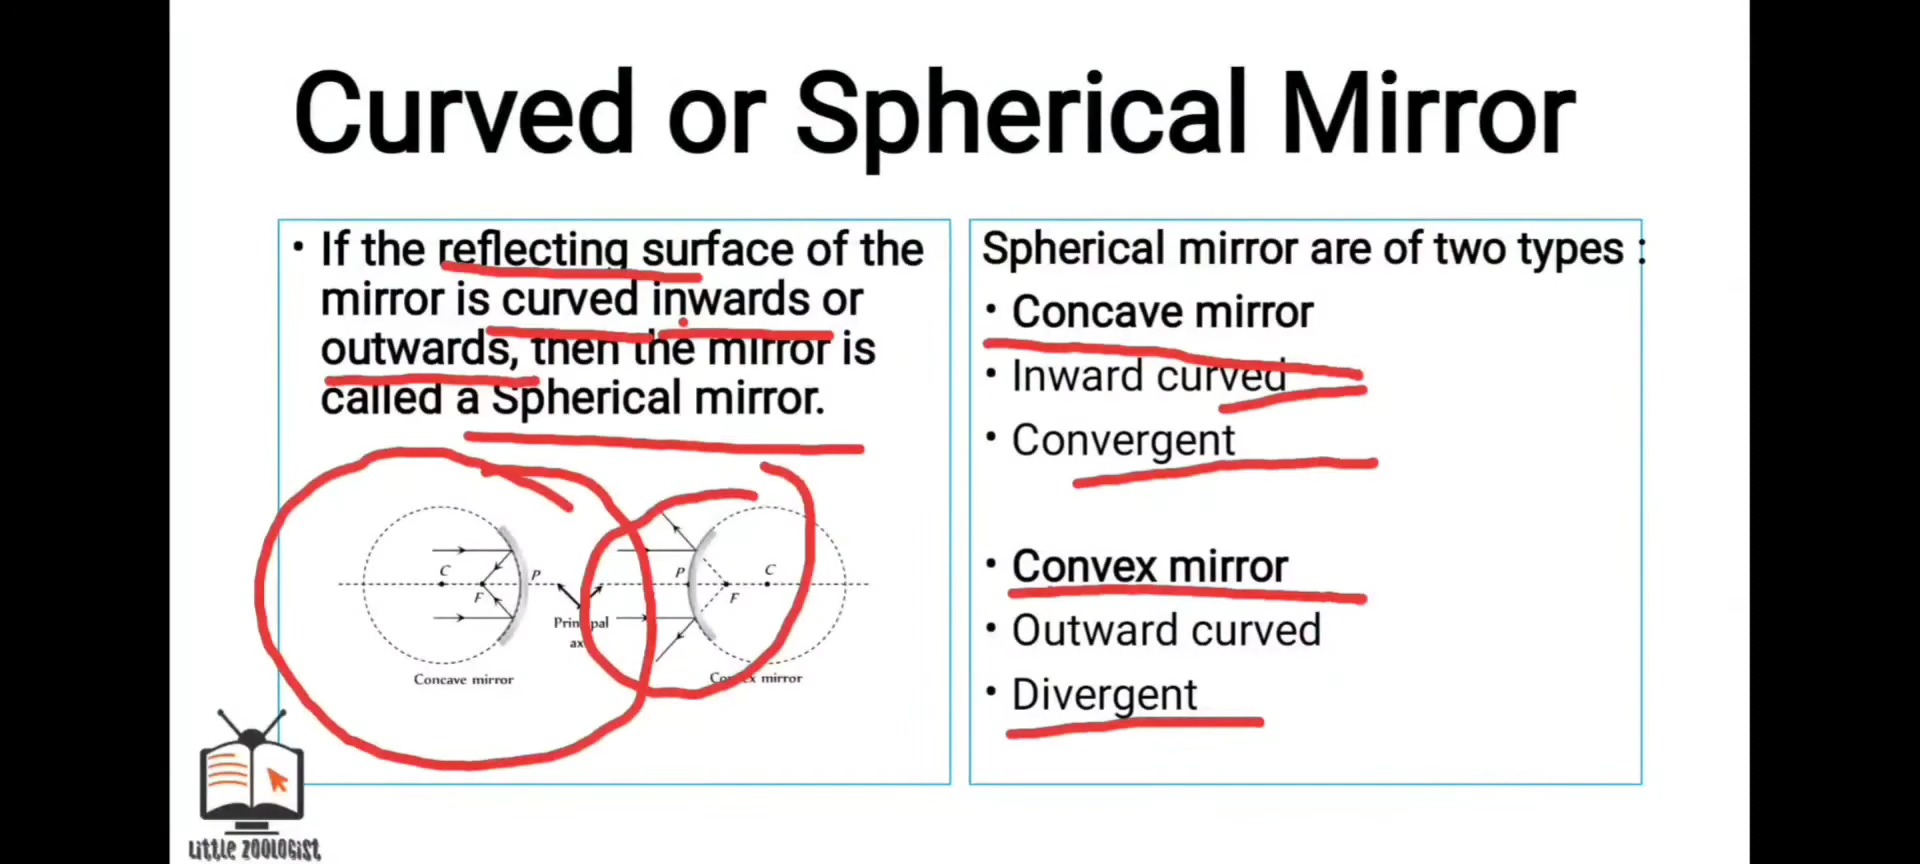 Curved or Spherical Mirror
• If the reflecting surface of the
mirror is curved inwards or
outwards, then the mirror is
called a Spherical mirror.
C
F
P
Principal
Concave mirror
P
F
C
mirror
Spherical mirror are of two types :
• Concave mirror
• Inward curved
• Convergent
• Convex mirror
• Outward curved
• Divergent
LITTLE ZOOLOGIST